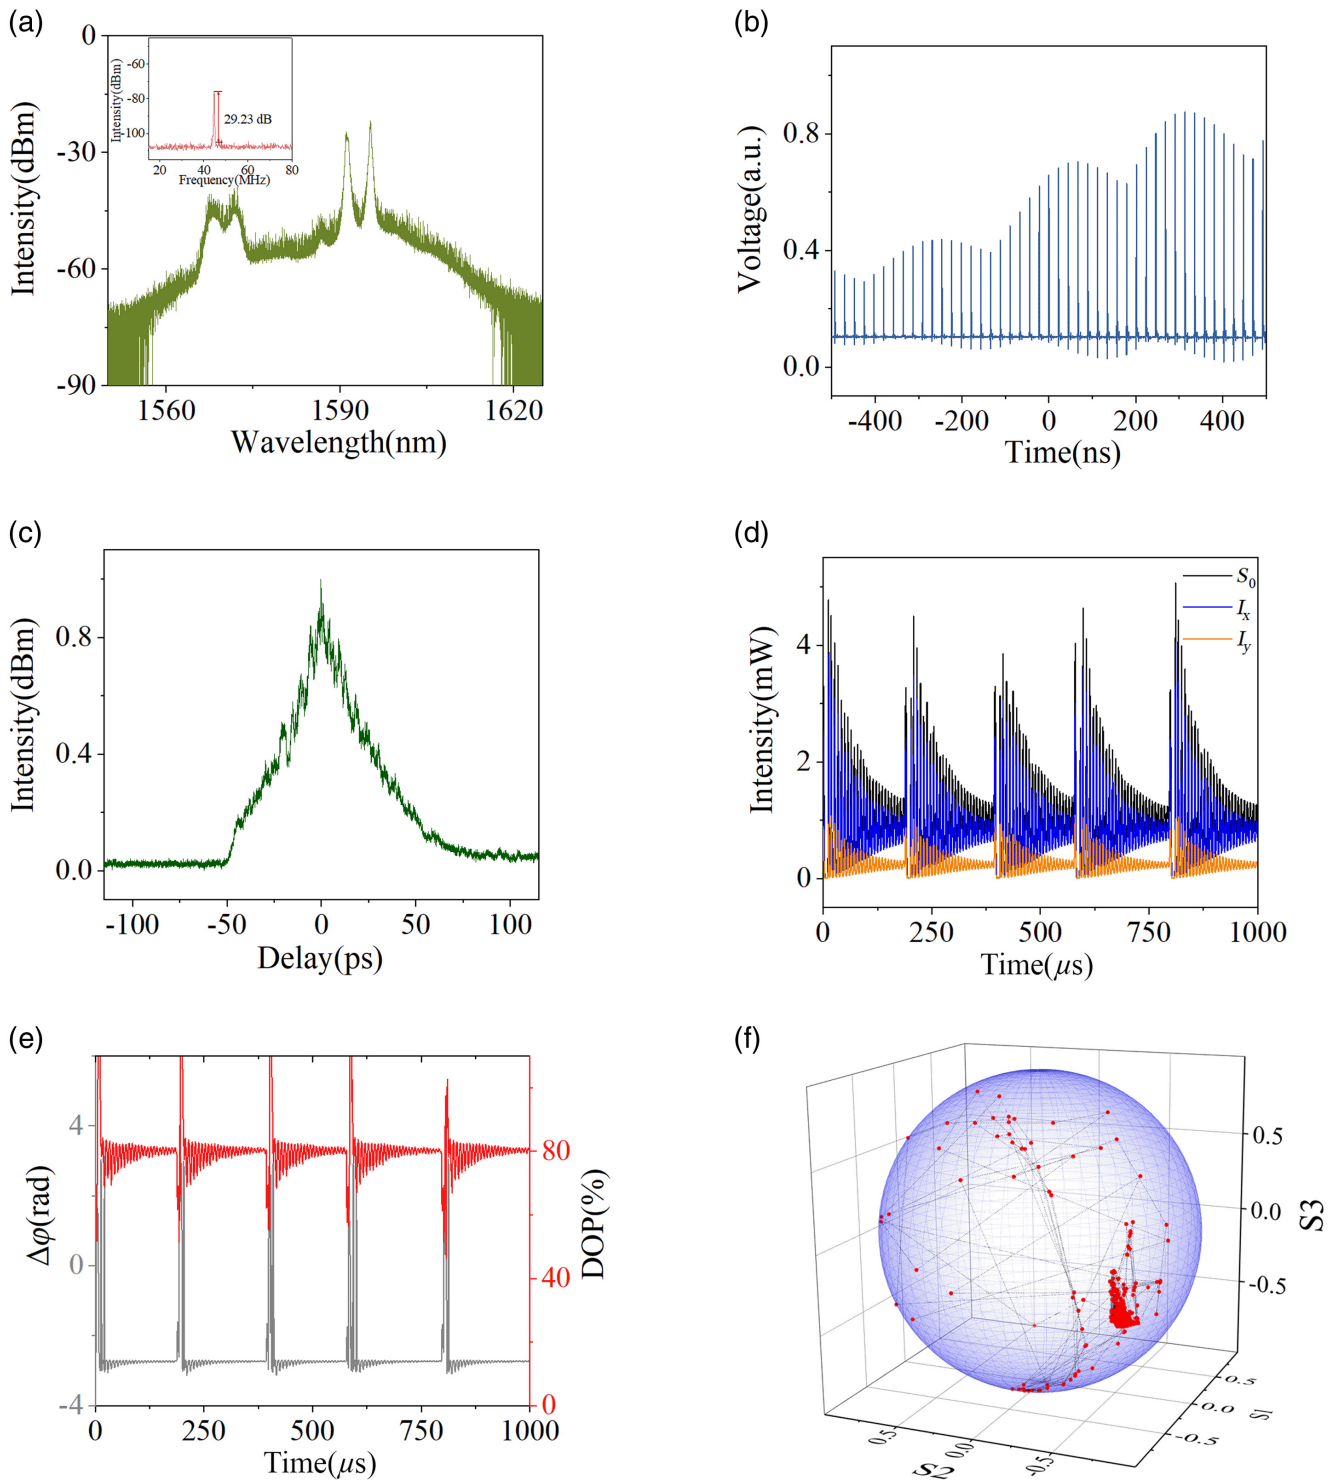 (a)
0
-30
-60
-90
Intensity(dBm)
1560
1590
1620
Wavelength(nm)
-60
-80
-100
Intensity(dBm)
29.23 dB
20
40
60
80
Frequency(MHz)
(b)
0.8
0.4
0.0
Voltage(a.u.)
-400
-200
0
200
400
Time(ns)
(c)
0.8
0.4
0.0
Intensity(dBm)
-100
-50
0
50
100
Delay(ps)
(d)
S0
Ix
Iy
4
2
0
Intensity(mW)
0
250
500
750
1000
Time(μs)
(e)
4
0
-4
Δφ(rad)
80
40
0
DOP(%)
0
250
500
750
1000
Time(μs)
(f)
0.5
0.0
-0.5
S3
0.5
0.0
-0.5
S1
0.5
0.0
-0.5
S2